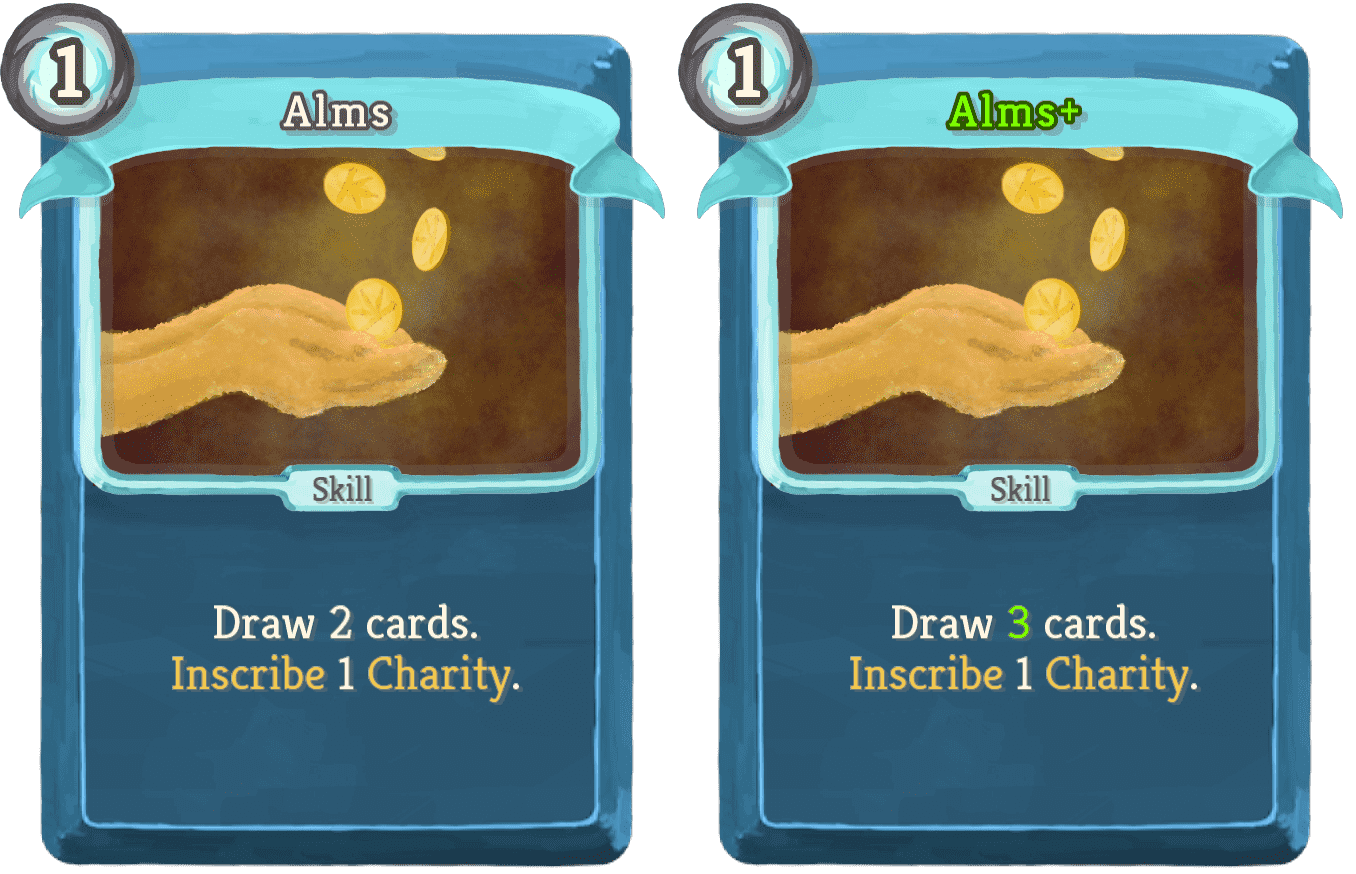 1
Alms
Skill
Draw 2 cards.
Inscribe 1 Charity.
1
Alms+
Skill
Draw 3 cards.
Inscribe 1 Charity.